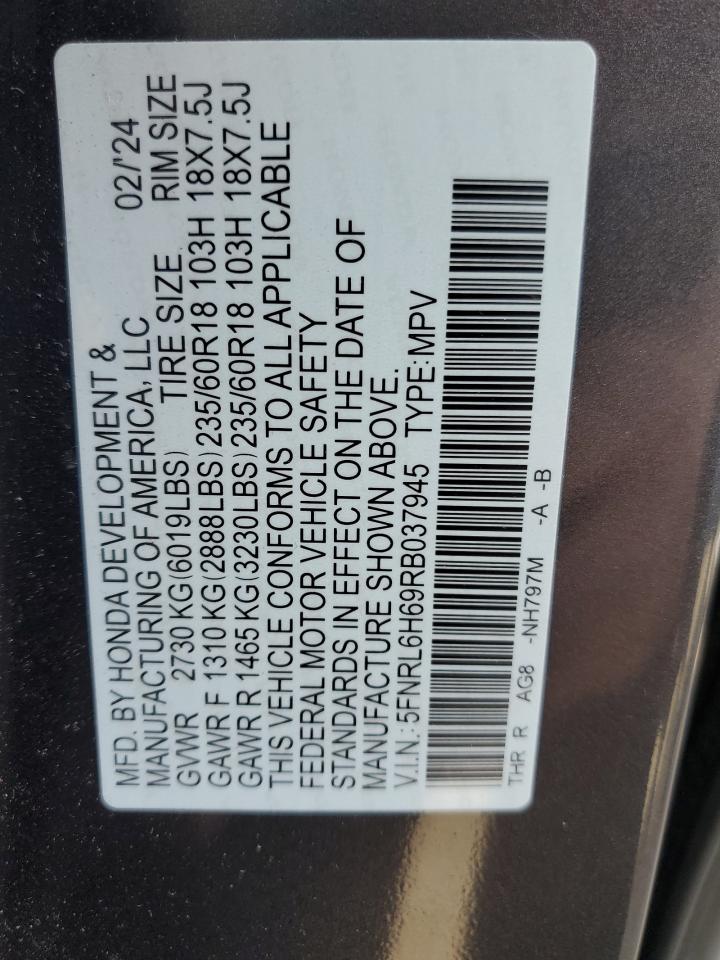 MFD. BY HONDA DEVELOPMENT &
MANUFACTURING OF AMERICA, LLC 02/'24
GVWR 2730 KG(6019LBS) TIRE SIZE RIM SIZE
GAWR F 1310 KG(2888LBS)235/60R18 103H 18X7.5J
GAWR R 1465 KG(3230LBS)235/60R18 103H 18X7.5J
THIS VEHICLE CONFORMS TO ALL APPLICABLE
FEDERAL MOTOR VEHICLE SAFETY
STANDARDS IN EFFECT ON THE DATE OF
MANUFACTURE SHOWN ABOVE.
V.I.N.:5FNRL6H69RB037945 TYPE:MPV
THR R AG8 -NH797M -A -B